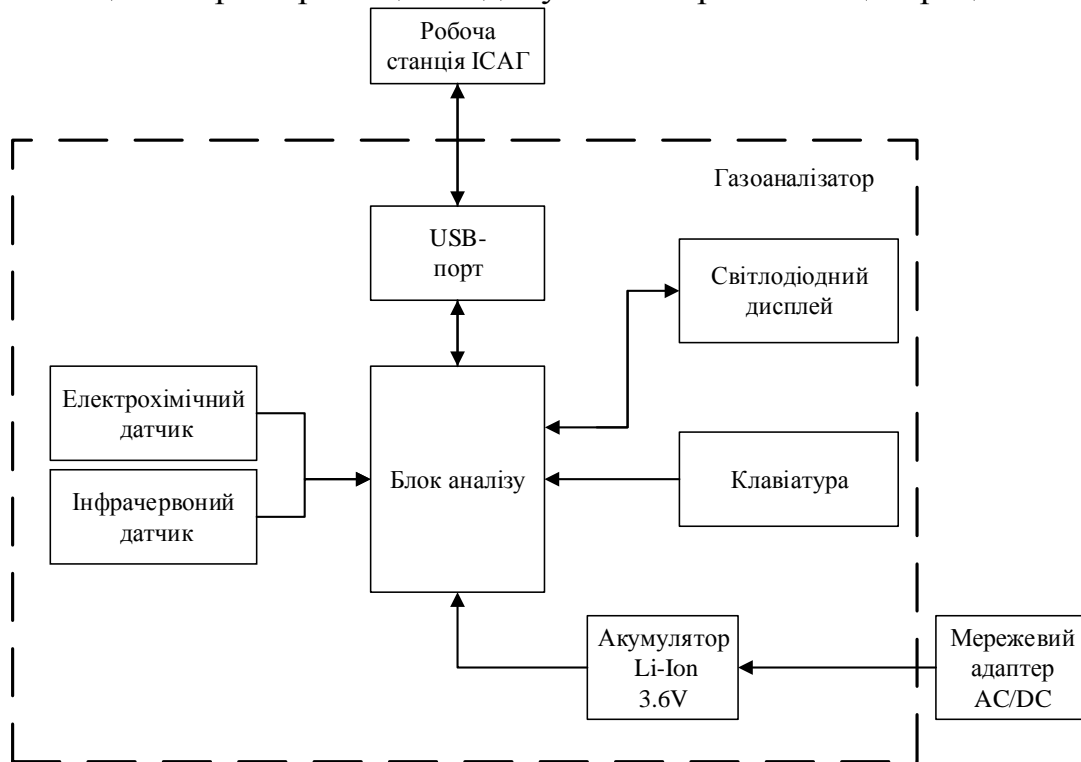 Робоча
станція ІСАГ
Газоаналізатор
USB-
порт
Світлодіодний
дисплей
Електрохімічний
датчик
Блок аналізу
Клавіатура
Інфрачервоний
датчик
Акумулятор
Li-Ion
3.6V
Мережевий
адаптер
AC/DC